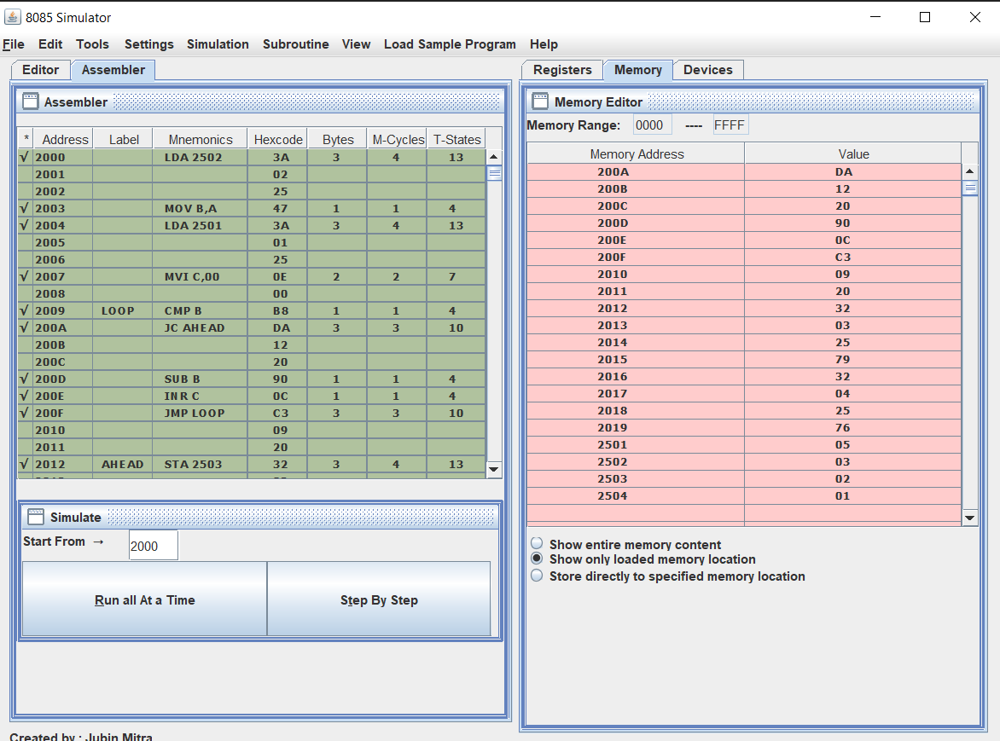 8085 Simulator
File Edit Tools Settings Simulation Subroutine View Load Sample Program Help
Editor Assembler
Assembler
* Address Label Mnemonics Hexcode Bytes M-Cycles T-States
√ 2000 LDA 2502 3A 3 4 13
2001 02
2002 25
√ 2003 MOV B,A 47 1 1 4
√ 2004 LDA 2501 3A 3 4 13
2005 01
2006 25
√ 2007 MVI C,00 0E 2 2 7
2008 00
√ 2009 LOOP CMP B B8 1 1 4
√ 200A JC AHEAD DA 3 3 10
200B 12
200C 20
√ 200D SUB B 90 1 1 4
√ 200E INR C 0C 1 1 4
√ 200F JMP LOOP C3 3 3 10
2010 09
2011 20
√ 2012 AHEAD STA 2503 32 3 4 13
Simulate
Start From → 2000
Run all At a Time Step By Step
Created by : Jubin Mitra
Registers Memory Devices
Memory Editor
Memory Range: 0000 ---- FFFF
Memory Address Value
200A DA
200B 12
200C 20
200D 90
200E 0C
200F C3
2010 09
2011 20
2012 32
2013 03
2014 25
2015 79
2016 32
2017 04
2018 25
2019 76
2501 05
2502 03
2503 02
2504 01
Show entire memory content
Show only loaded memory location
Store directly to specified memory location